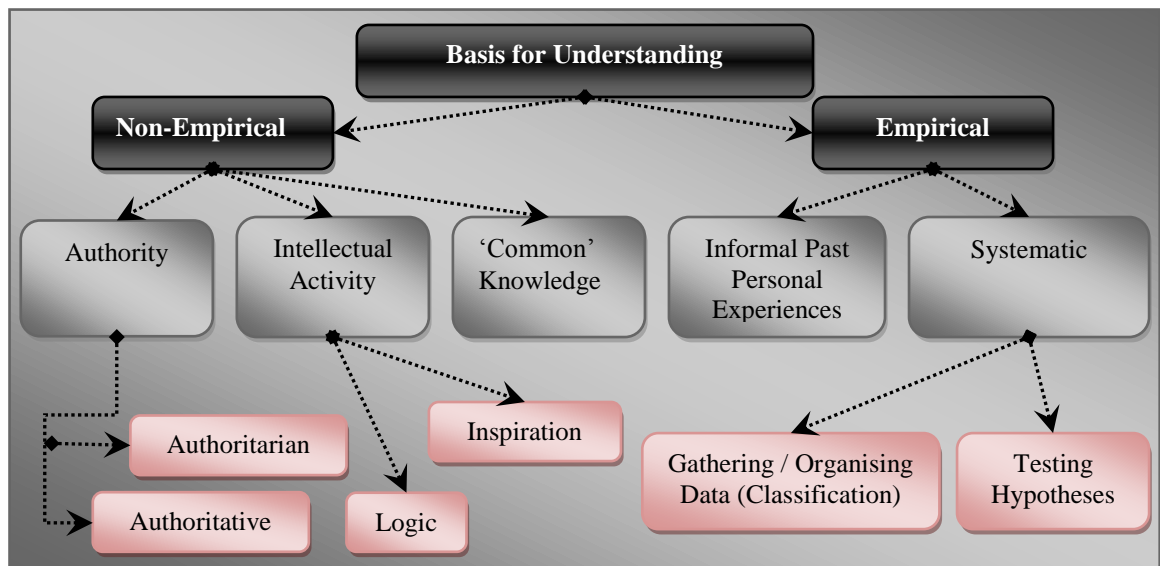 Basis for Understanding
Non-Empirical
Empirical
Authority
Intellectual
Activity
‘Common’
Knowledge
Informal Past
Personal
Experiences
Systematic
Authoritarian
Authoritative
Inspiration
Logic
Gathering / Organising
Data (Classification)
Testing
Hypotheses